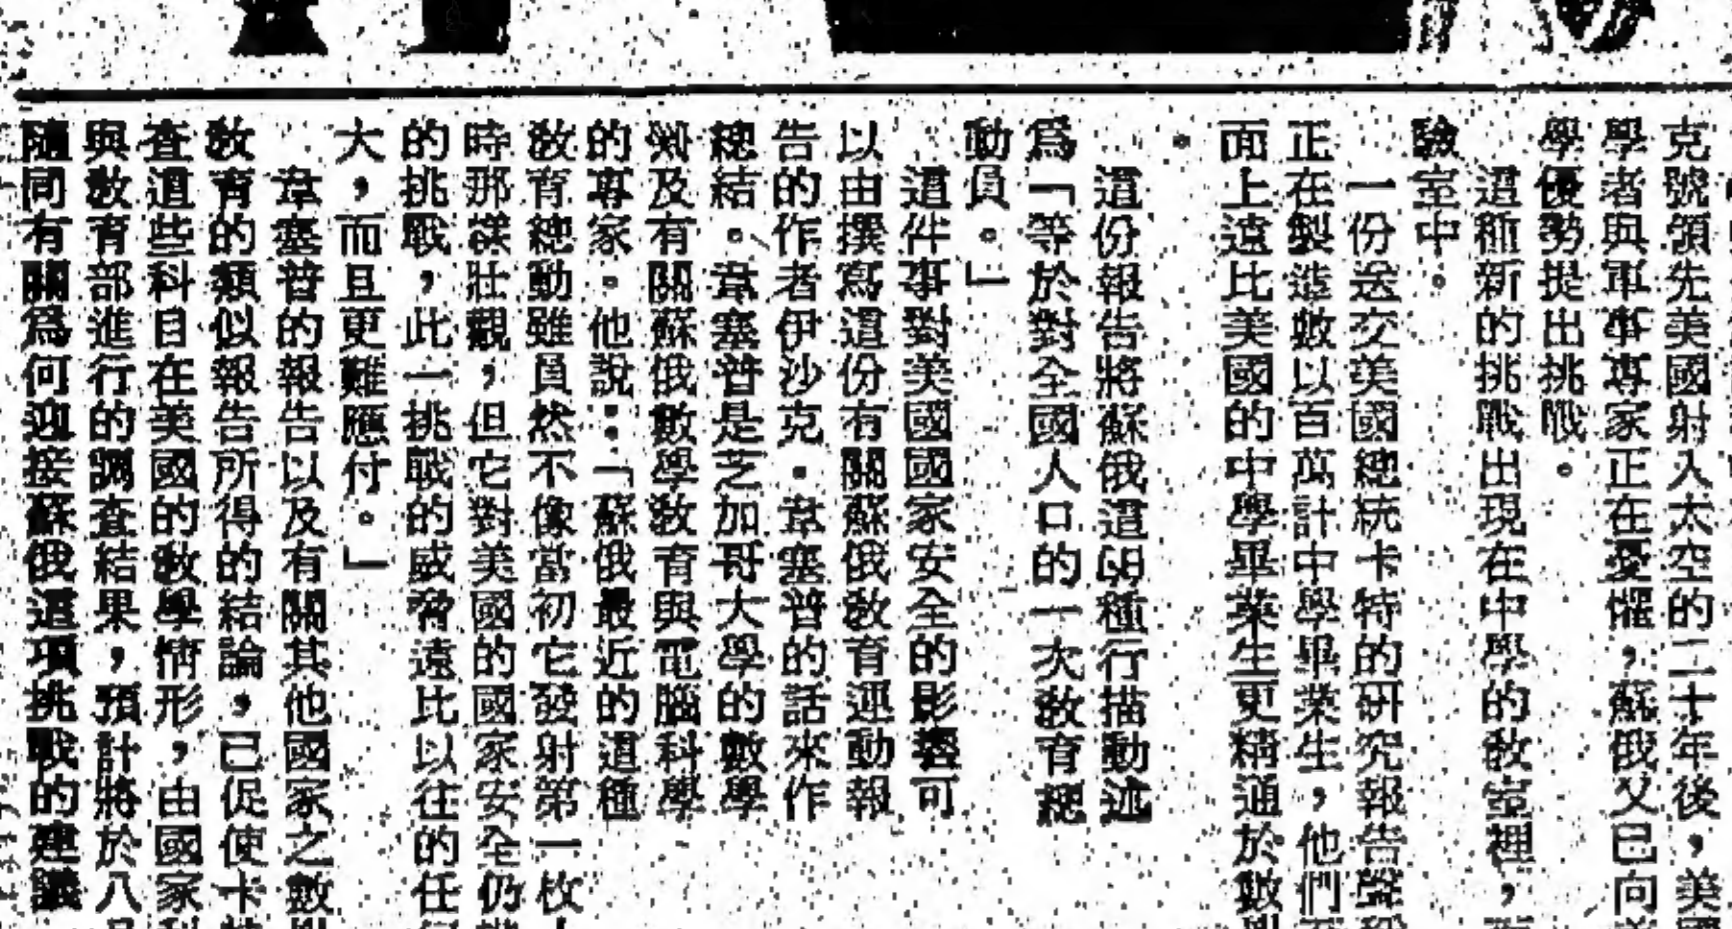 克號領先美國射入太空的二十年後，美國
學者與軍事專家正在憂懼，蘇俄又已向
學優勢提出挑戰。
這種新的挑戰出現在中學的教室裡，
驗室中。
一份送交美國總統卡特的研究報告聲稱
正在製造數以百萬計中學畢業生，他們
面上遠比美國的中學畢業生更精通於數
。
這份報告將蘇俄這種行描動述
為「等於對全國人口的一大教育總
動員。」
這件事對美國國家安全的影響可
以由撰寫這份有關蘇俄教育運動報
告的作者伊沙克．韋塞普的話來作
總結。韋塞普是芝加哥大學的數學
及有關蘇俄數學教育與電腦科學
的專家。他說：「蘇俄最近的這種
教育總動員雖然不像當初它發射第一枚
時那樣壯觀，但它對美國的國家安全仍
的挑戰，此一挑戰的威脅遠比以往的任
大，而且更難應付。」
韋塞普的報告以及有關其他國家之數
教育的類似報告所得的結論，已促使卡
查這些科目在美國的教學情形，由國家
與教育部進行的調查結果，預計將於八
隨同有關為何迎接蘇俄這項挑戰的建議